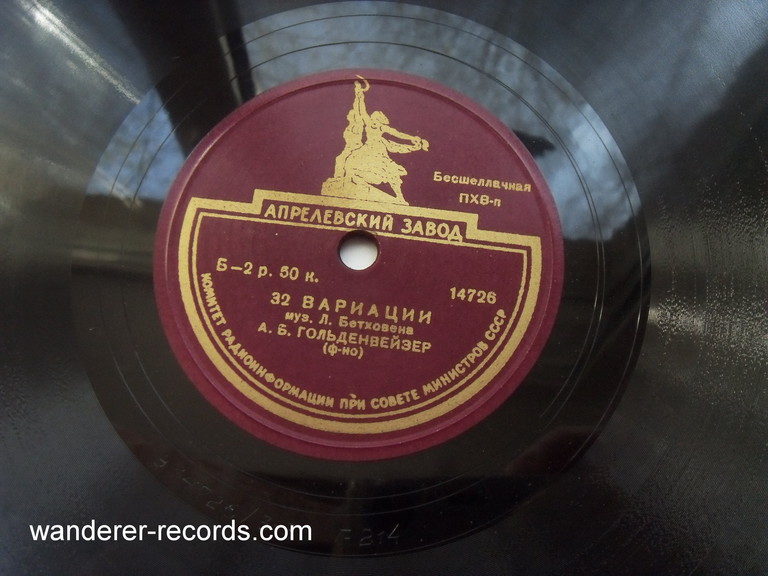 Бесшеллачная
ПХВ-п
АПРЕЛЕВСКИЙ ЗАВОД
Б—2 р. 50 к.
14726
32 ВАРИАЦИИ
муз. Л. Бетховена
А. Б. ГОЛЬДЕНВЕЙЗЕР
(ф-но)
КОМИТЕТ РАДИОИНФОРМАЦИИ ПРИ СОВЕТЕ МИНИСТРОВ СССР
wanderer-records.com